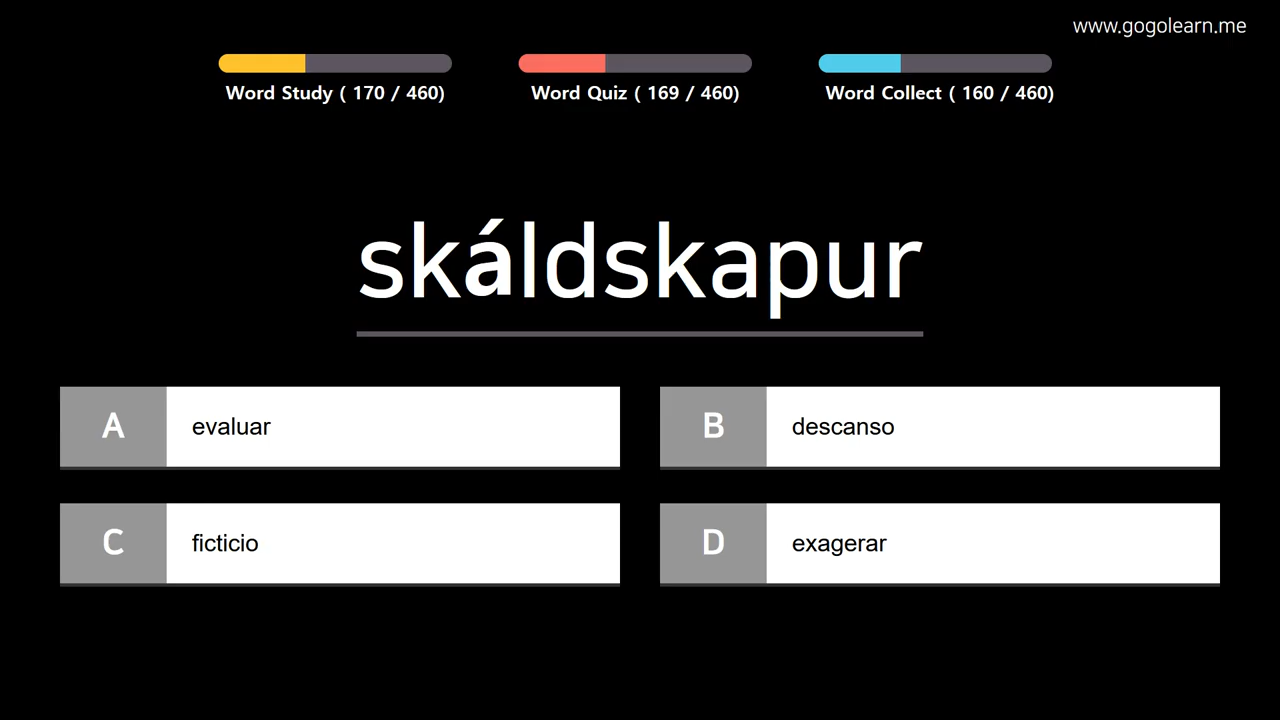 www.gogolearn.me
Word Study ( 170 / 460)
Word Quiz ( 169 / 460)
Word Collect ( 160 / 460)
skáldskapur
A evaluar
B descanso
C ficticio
D exagerar